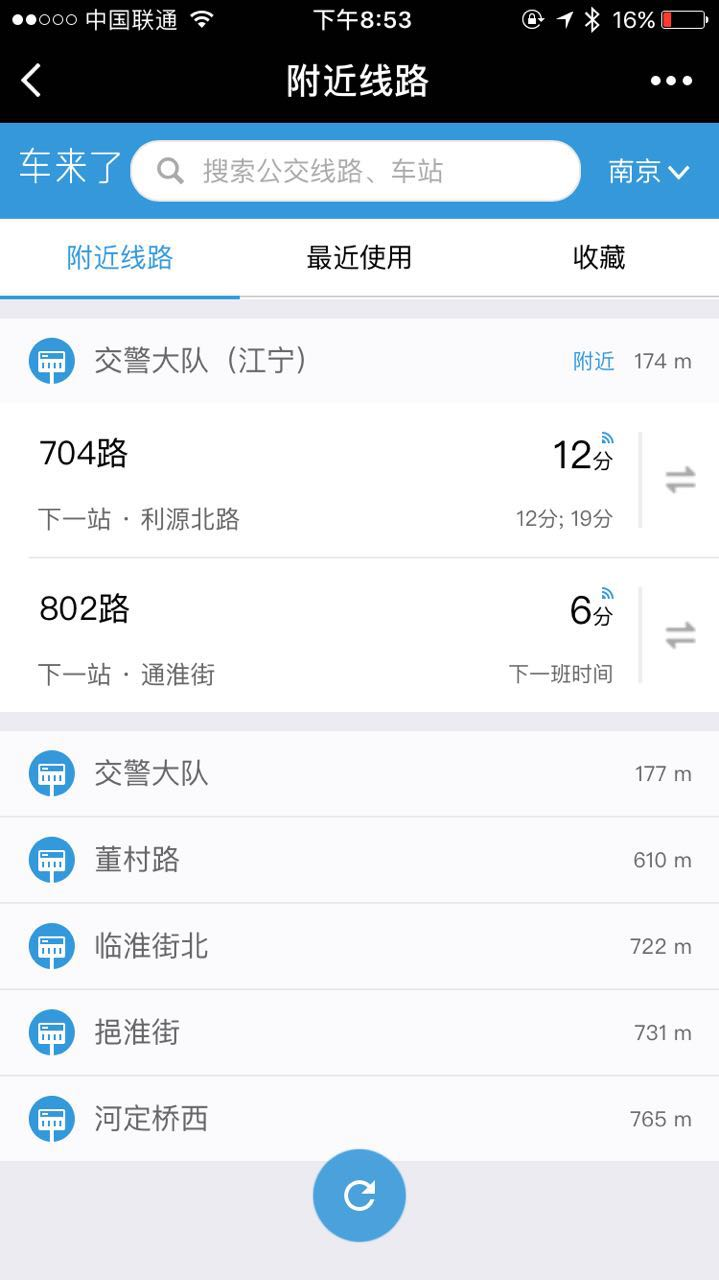 中国联通 下午8:53 16%
附近线路
车来了 搜索公交线路、车站 南京
附近线路 最近使用 收藏
交警大队（江宁） 附近 174 m
704路 12分
下一站 · 利源北路 12分; 19分
802路 6分
下一站 · 通淮街 下一班时间
交警大队 177 m
董村路 610 m
临淮街北 722 m
挹淮街 731 m
河定桥西 765 m